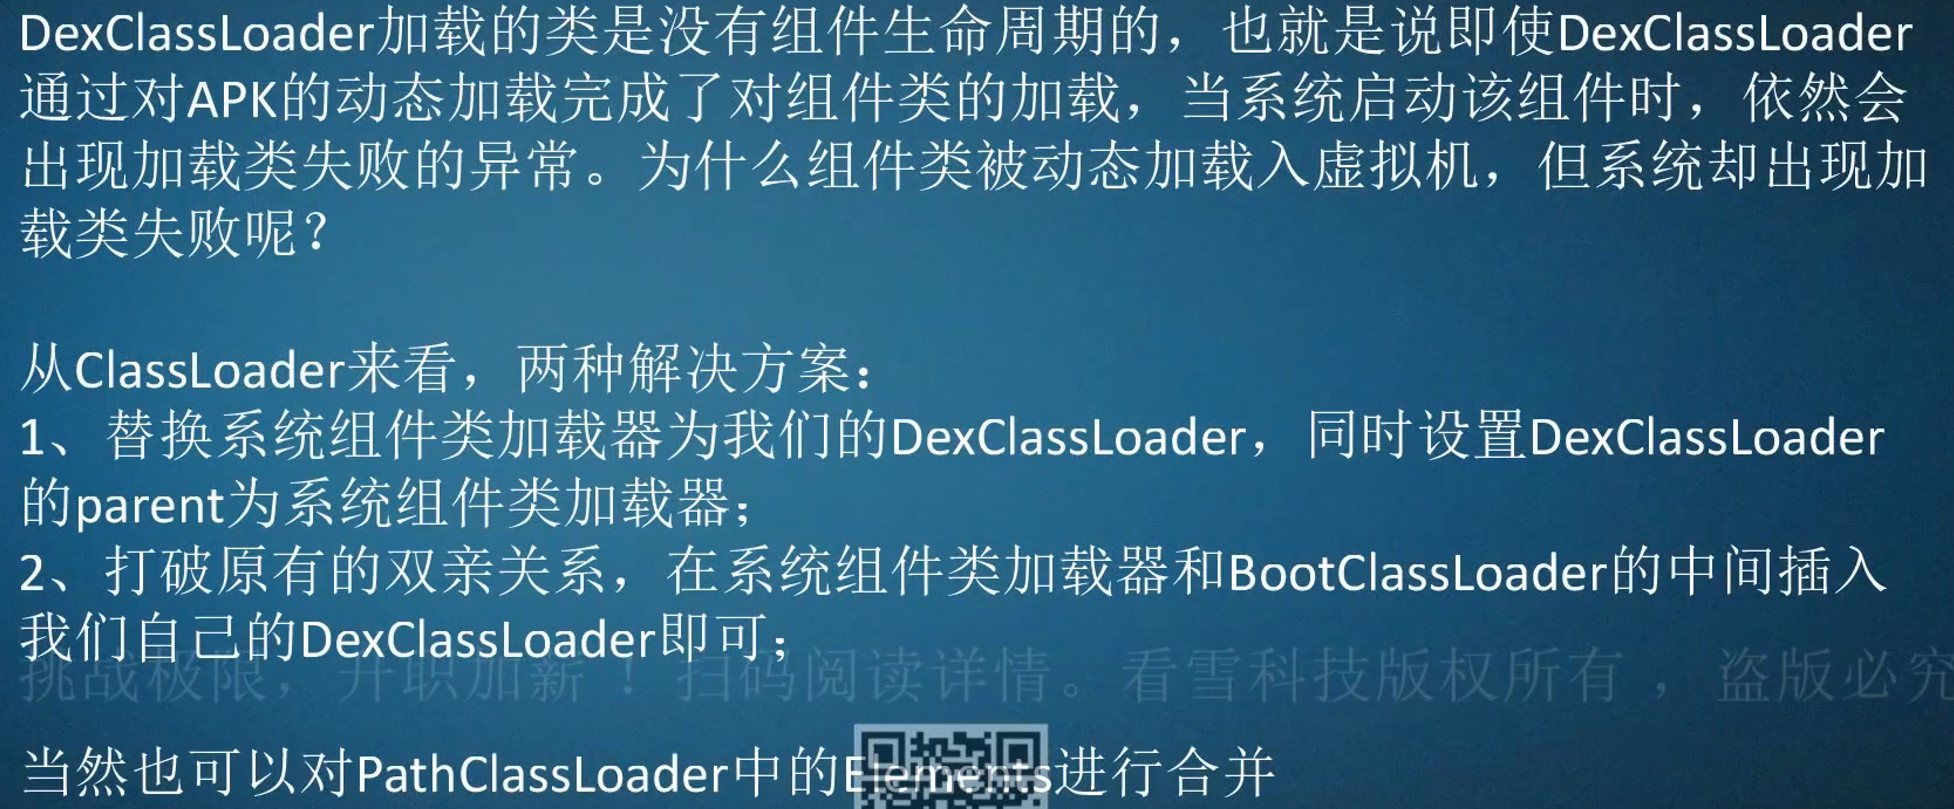 DexClassLoader加载的类是没有组件生命周期的，也就是说即使DexClassLoader
通过对APK的动态加载完成了对组件类的加载，当系统启动该组件时，依然会
出现加载类失败的异常。为什么组件类被动态加载入虚拟机，但系统却出现加
载类失败呢？
从ClassLoader来看，两种解决方案：
1、替换系统组件类加载器为我们的DexClassLoader，同时设置DexClassLoader
的parent为系统组件类加载器；
2、打破原有的双亲关系，在系统组件类加载器和BootClassLoader的中间插入
我们自己的DexClassLoader即可；
挑战极限，升职加薪 ！扫码阅读详情。看雪科技版权所有 ，盗版必究
当然也可以对PathClassLoader中的Elements进行合并